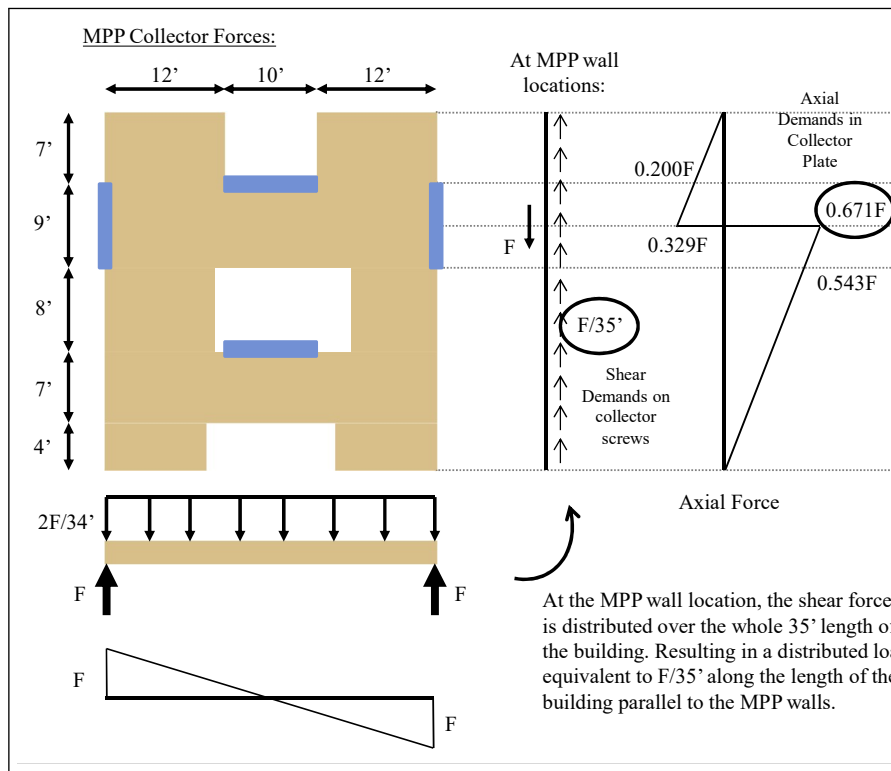 MPP Collector Forces:
12’
10’
12’
7’
9’
8’
7’
4’
At MPP wall
locations:
F
F/35’
Shear
Demands on
collector
screws
Axial
Demands in
Collector
Plate
0.200F
0.671F
0.329F
0.543F
Axial Force
2F/34’
F
F
F
F
At the MPP wall location, the shear force
is distributed over the whole 35’ length of
the building. Resulting in a distributed
equivalent to F/35’ along the length of the
building parallel to the MPP walls.